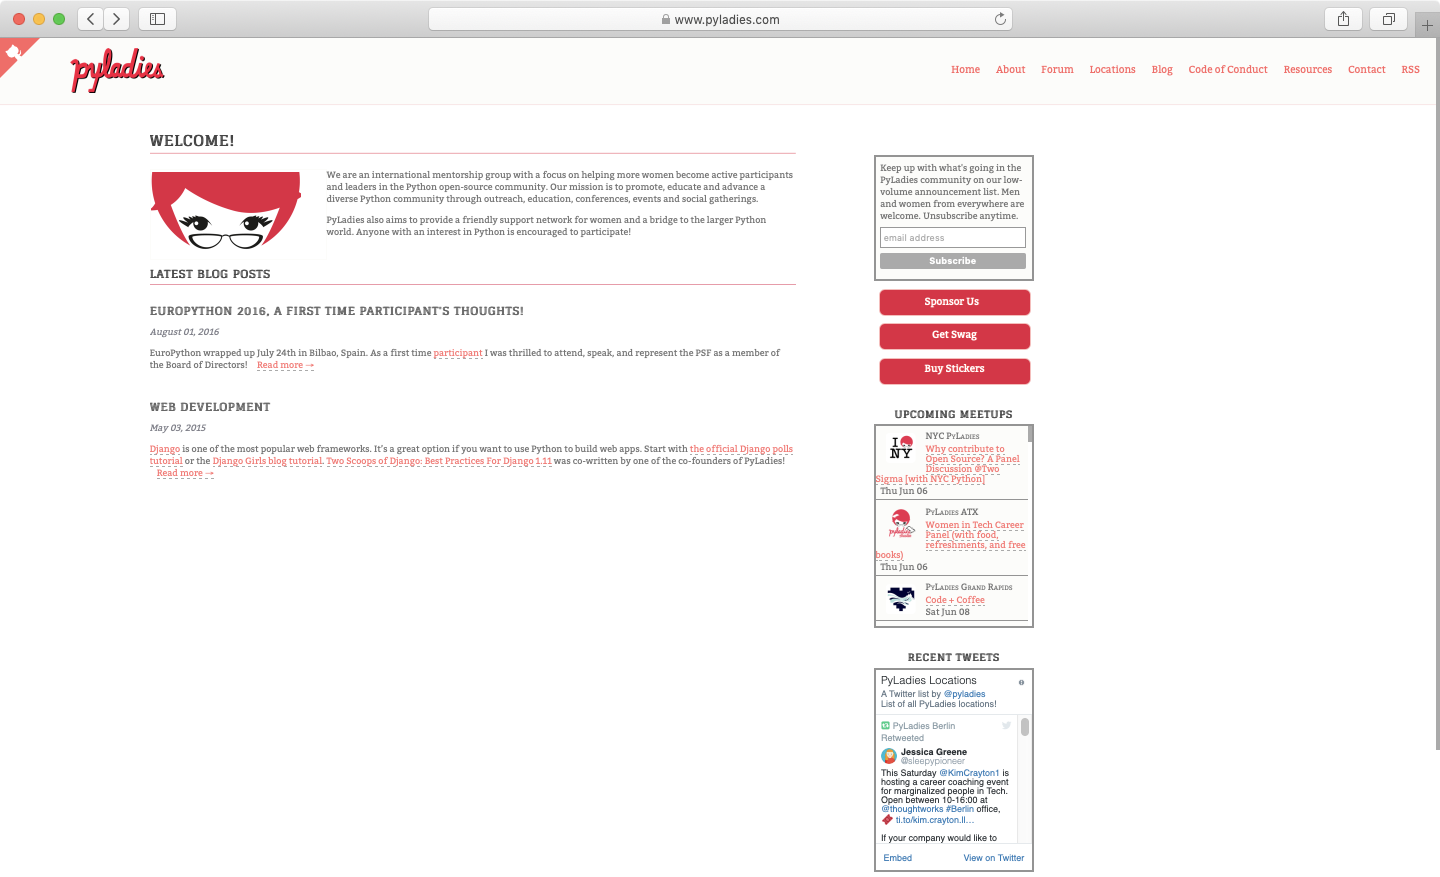 www.pyladies.com
pyladies
Home About Forum Locations Blog Code of Conduct Resources Contact RSS
WELCOME!
We are an international mentorship group with a focus on helping more women become active participants
and leaders in the Python open-source community. Our mission is to promote, educate and advance a
diverse Python community through outreach, education, conferences, events and social gatherings.
PyLadies also aims to provide a friendly support network for women and a bridge to the larger Python
world. Anyone with an interest in Python is encouraged to participate!
LATEST BLOG POSTS
EUROPYTHON 2016, A FIRST TIME PARTICIPANT'S THOUGHTS!
August 01, 2016
EuroPython wrapped up July 24th in Bilbao, Spain. As a first time participant I was thrilled to attend, speak, and represent the PSF as a member of
the Board of Directors! Read more →
WEB DEVELOPMENT
May 03, 2015
Django is one of the most popular web frameworks. It's a great option if you want to use Python to build web apps. Start with the official Django polls
tutorial or the Django Girls blog tutorial. Two Scoops of Django: Best Practices For Django 1.11 was co-written by one of the co-founders of PyLadies!
Read more →
Keep up with what's going in the
PyLadies community on our low-
volume announcement list. Men
and women from everywhere are
welcome. Unsubscribe anytime.
email address
Subscribe
Sponsor Us
Get Swag
Buy Stickers
UPCOMING MEETUPS
I NY
NYC PyLadies
Why contribute to
Open Source? A Panel
Discussion @Two
Sigma [with NYC Python]
Thu Jun 06
pyladies
PyLadies ATX
Women in Tech Career
Panel (with food,
refreshments, and free
books)
Thu Jun 06
PyLadies Grand Rapids
Code + Coffee
Sat Jun 08
RECENT TWEETS
PyLadies Locations
A Twitter list by @pyladies
List of all PyLadies locations!
PyLadies Berlin
Retweeted
Jessica Greene
@sleepypioneer
This Saturday @KimCrayton1 is
hosting a career coaching event
for marginalized people in Tech.
Open between 10-16:00 at
@thoughtworks #Berlin office,
ti.to/kim.crayton.ll…
If your company would like to
Embed View on Twitter